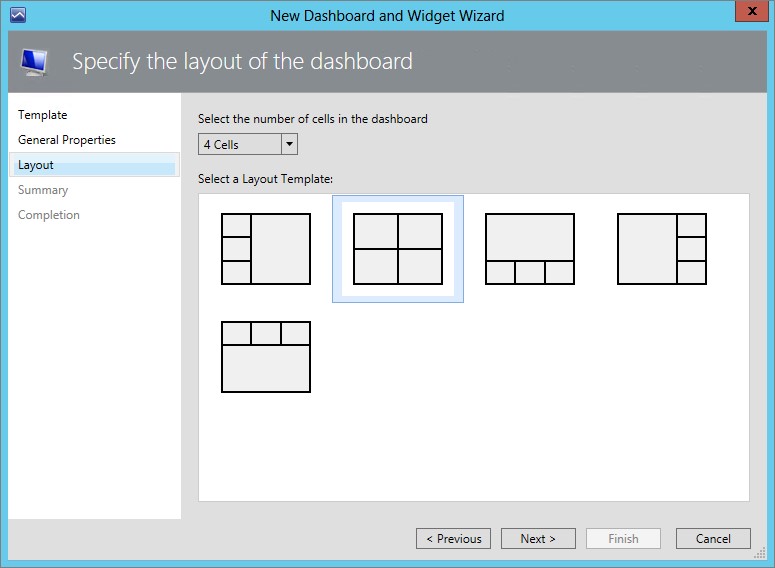 New Dashboard and Widget Wizard
x
Specify the layout of the dashboard
Template
General Properties
Layout
Summary
Completion
Select the number of cells in the dashboard
4 Cells
Select a Layout Template:
< Previous
Next >
Finish
Cancel